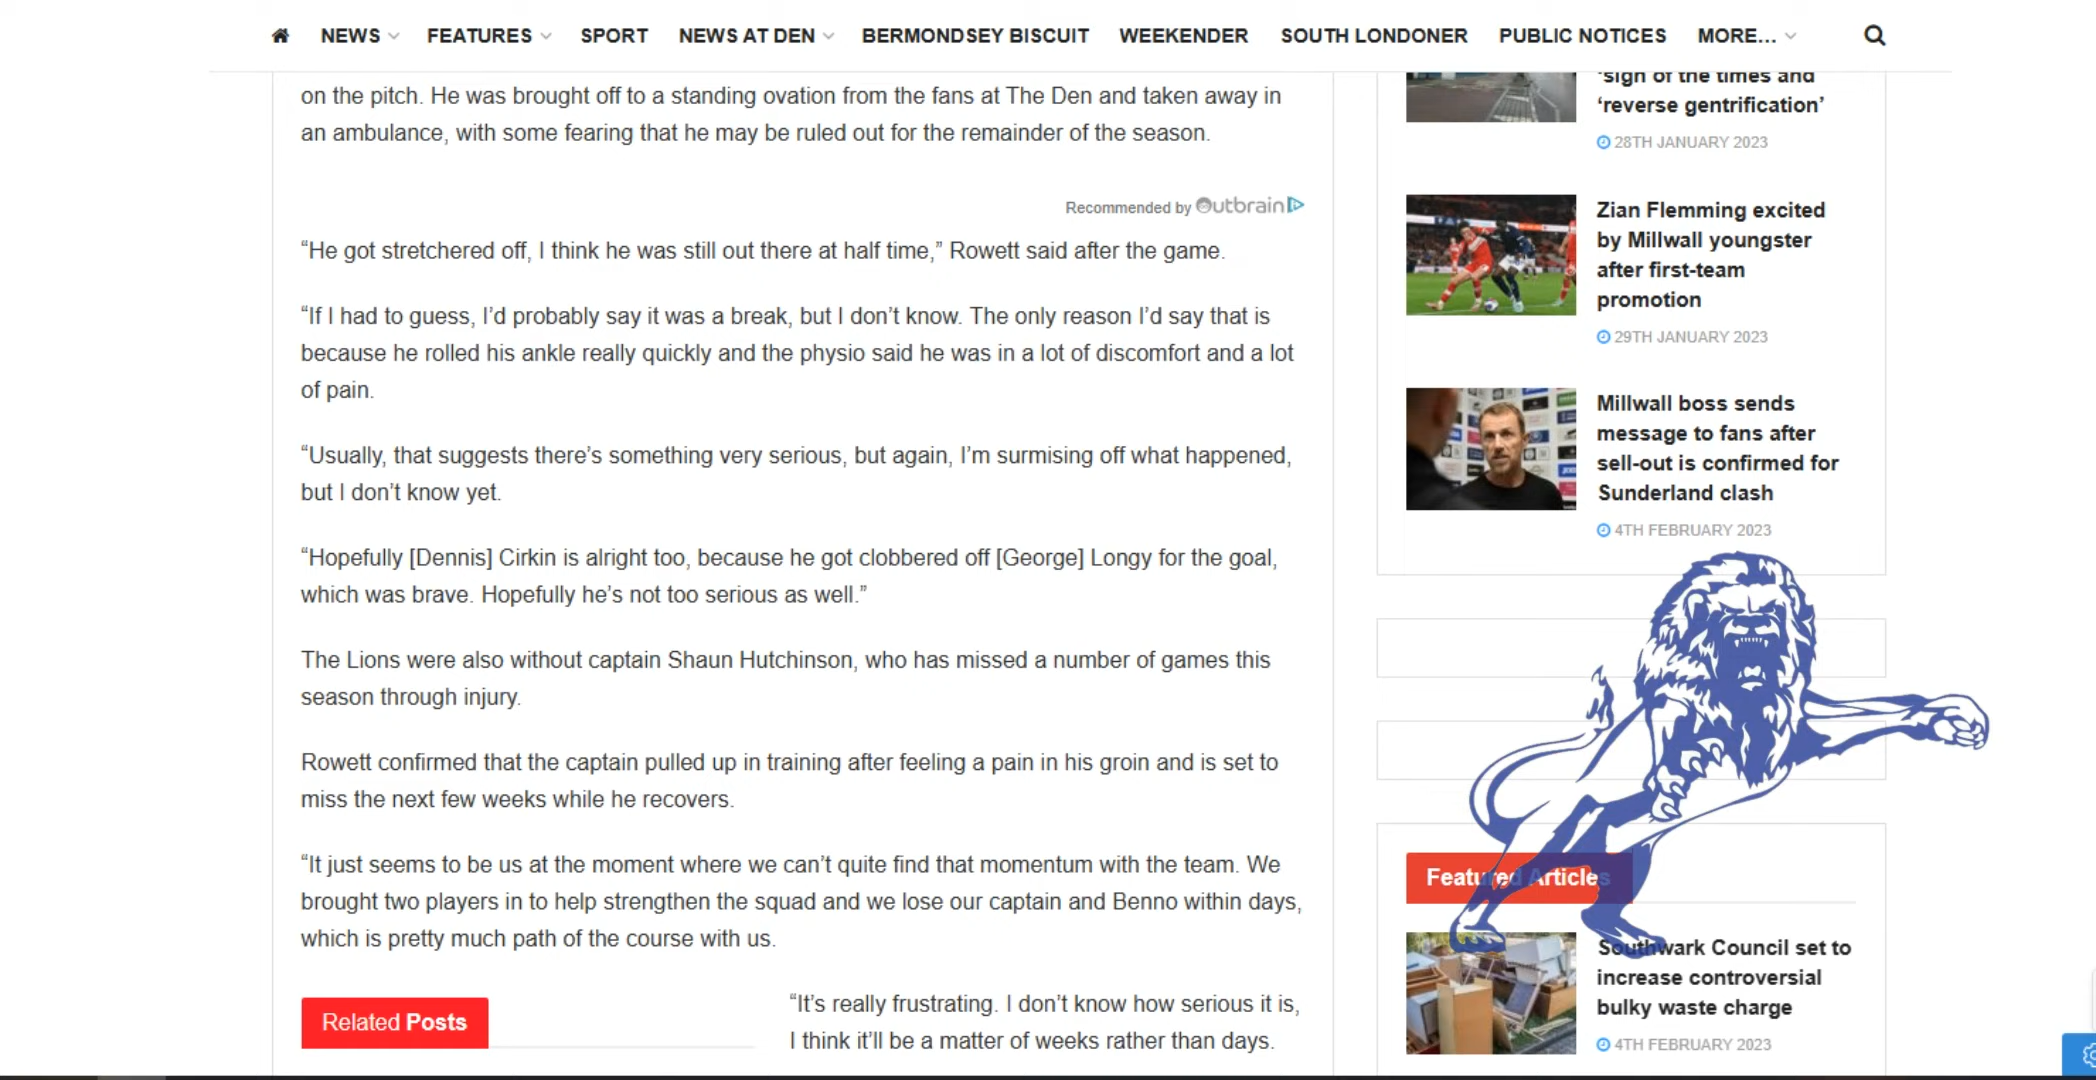 NEWS FEATURES SPORT NEWS AT DEN BERMONDSEY BISCUIT WEEKENDER SOUTH LONDONER PUBLIC NOTICES MORE...
on the pitch. He was brought off to a standing ovation from the fans at The Den and taken away in
an ambulance, with some fearing that he may be ruled out for the remainder of the season.
Recommended by Outbrain
“He got stretchered off, I think he was still out there at half time,” Rowett said after the game.
“If I had to guess, I’d probably say it was a break, but I don’t know. The only reason I’d say that is
because he rolled his ankle really quickly and the physio said he was in a lot of discomfort and a lot
of pain.
“Usually, that suggests there’s something very serious, but again, I’m surmising off what happened,
but I don’t know yet.
“Hopefully [Dennis] Cirkin is alright too, because he got clobbered off [George] Longy for the goal,
which was brave. Hopefully he’s not too serious as well.”
The Lions were also without captain Shaun Hutchinson, who has missed a number of games this
season through injury.
Rowett confirmed that the captain pulled up in training after feeling a pain in his groin and is set to
miss the next few weeks while he recovers.
“It just seems to be us at the moment where we can’t quite find that momentum with the team. We
brought two players in to help strengthen the squad and we lose our captain and Benno within days,
which is pretty much path of the course with us.
Related Posts
“It’s really frustrating. I don’t know how serious it is,
I think it’ll be a matter of weeks rather than days.
‘sign of the times and
‘reverse gentrification’
28TH JANUARY 2023
Zian Flemming excited
by Millwall youngster
after first-team
promotion
29TH JANUARY 2023
Millwall boss sends
message to fans after
sell-out is confirmed for
Sunderland clash
4TH FEBRUARY 2023
Featured Articles
Southwark Council set to
increase controversial
bulky waste charge
4TH FEBRUARY 2023